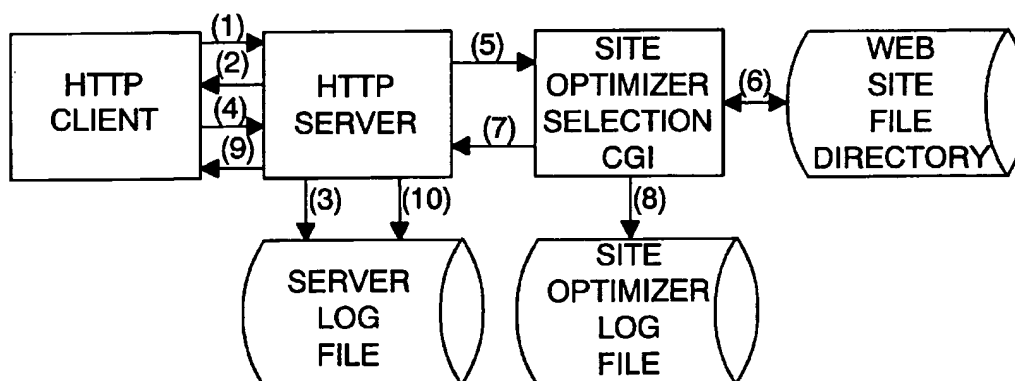 HTTP
CLIENT
(1)
(2)
(4)
(9)
HTTP
SERVER
(5)
(7)
SITE
OPTIMIZER
SELECTION
CGI
(6)
WEB
SITE
FILE
DIRECTORY
(3)
(10)
(8)
SERVER
LOG
FILE
SITE
OPTIMIZER
LOG
FILE